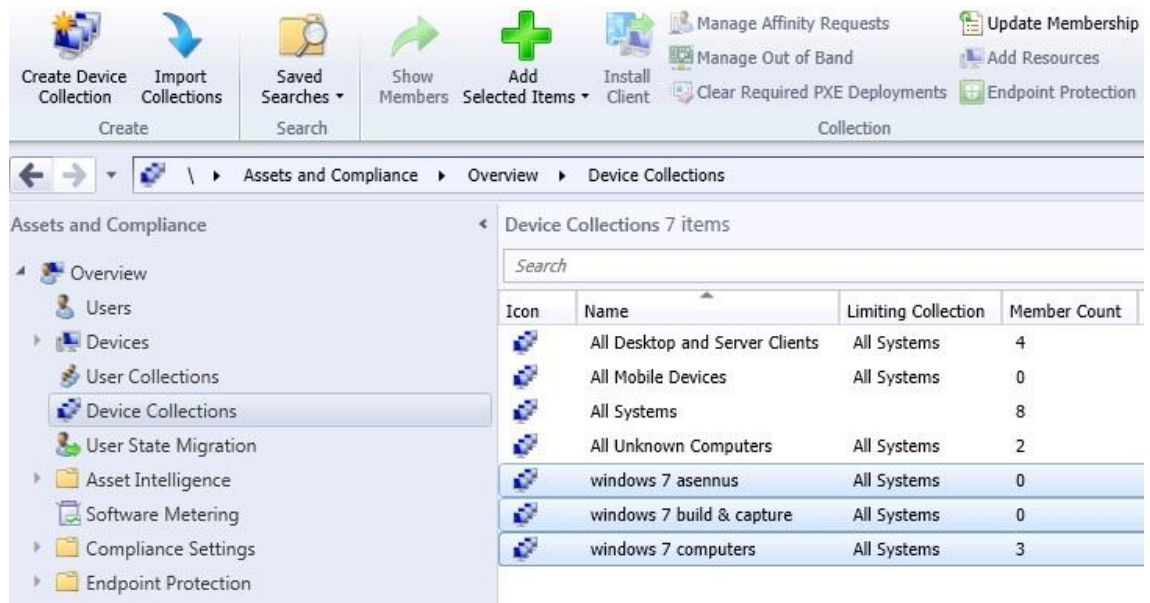 Create Device Collection
Import Collections
Saved Searches
Show Members
Add Selected Items
Install Client
Manage Affinity Requests
Manage Out of Band
Clear Required PXE Deployments
Update Membership
Add Resources
Endpoint Protection
Create
Search
Collection
\ Assets and Compliance Overview Device Collections
Assets and Compliance
Overview
Users
Devices
User Collections
Device Collections
User State Migration
Asset Intelligence
Software Metering
Compliance Settings
Endpoint Protection
Device Collections 7 items
Search
Icon Name Limiting Collection Member Count
All Desktop and Server Clients All Systems 4
All Mobile Devices All Systems 0
All Systems 8
All Unknown Computers All Systems 2
windows 7 asennus All Systems 0
windows 7 build & capture All Systems 0
windows 7 computers All Systems 3